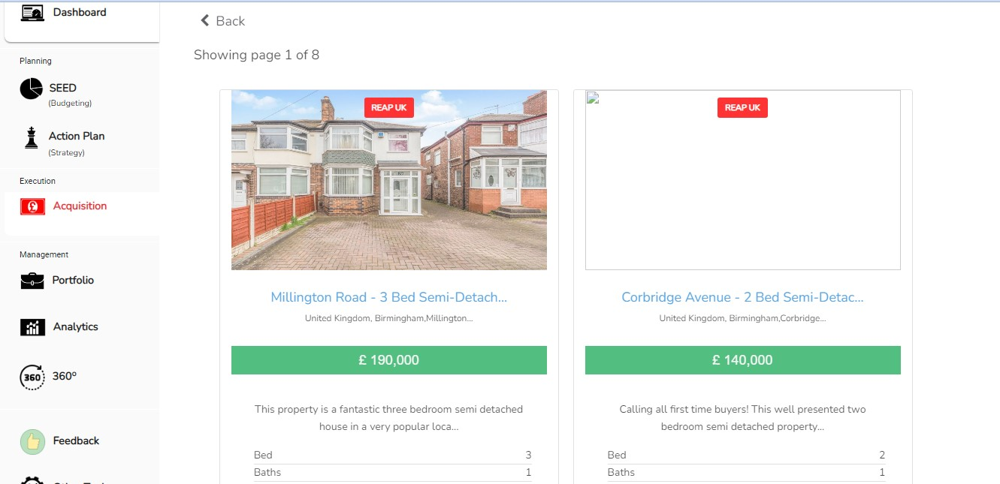 Dashboard
Planning
SEED
(Budgeting)
Action Plan
(Strategy)
Execution
Acquisition
Management
Portfolio
Analytics
360
360º
Feedback
Back
Showing page 1 of 8
REAP UK
Millington Road - 3 Bed Semi-Detach...
United Kingdom, Birmingham,Millington...
£ 190,000
This property is a fantastic three bedroom semi detached
house in a very popular loca...
Bed 3
Baths 1
REAP UK
Corbridge Avenue - 2 Bed Semi-Detac...
United Kingdom, Birmingham,Corbridge...
£ 140,000
Calling all first time buyers! This well presented two
bedroom semi detached property...
Bed 2
Baths 1